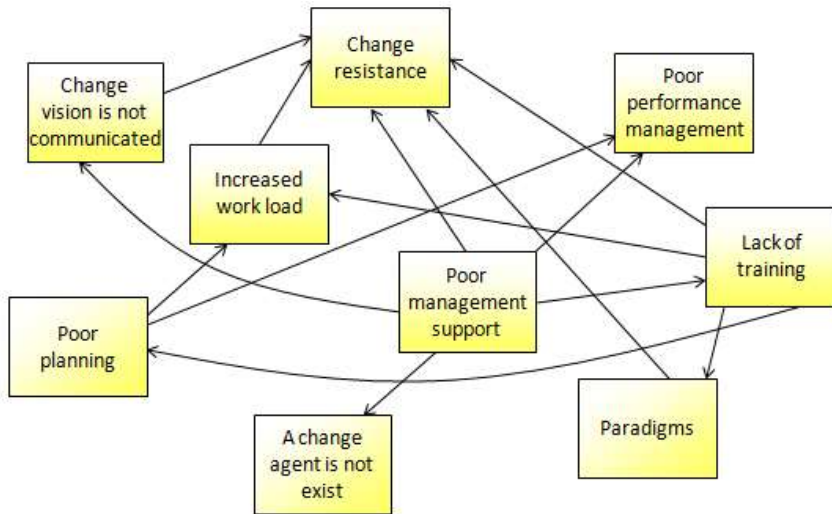 Change
resistance
Change
vision is not
communicated
Poor
performance
management
Increased
work load
Lack of
training
Poor
management
support
Poor
planning
Paradigms
A change
agent is not
exist